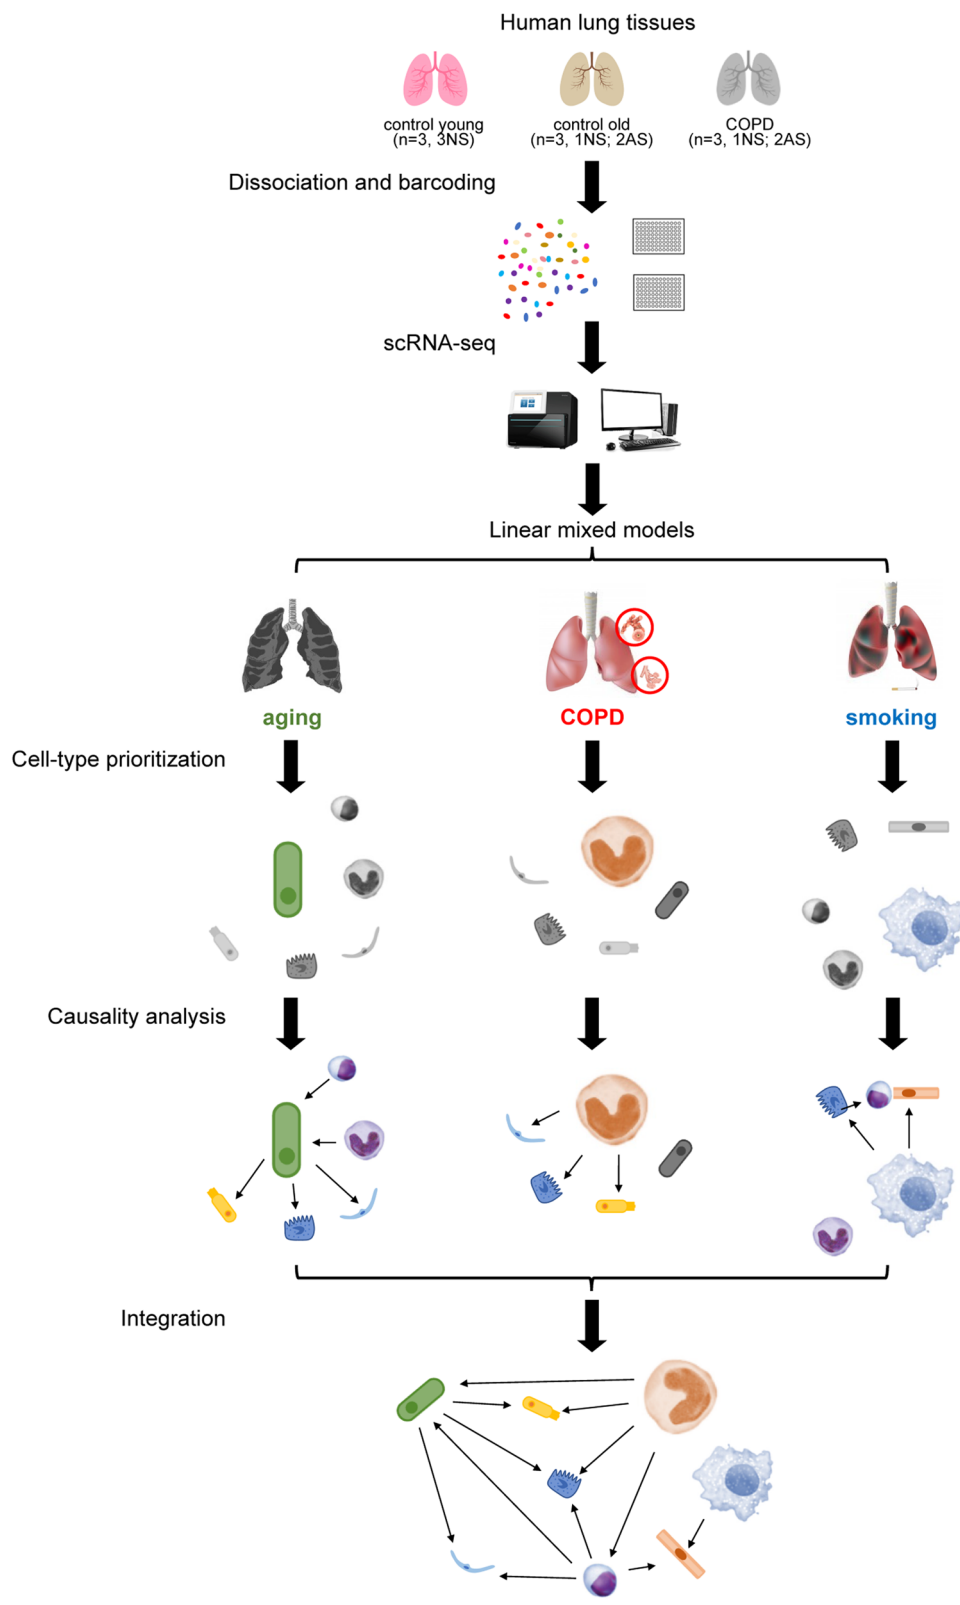 Human lung tissues
control young
(n=3, 3NS)
control old
(n=3, 1NS; 2AS)
COPD
(n=3, 1NS; 2AS)
Dissociation and barcoding
scRNA-seq
Linear mixed models
aging
COPD
smoking
Cell-type prioritization
Causality analysis
Integration